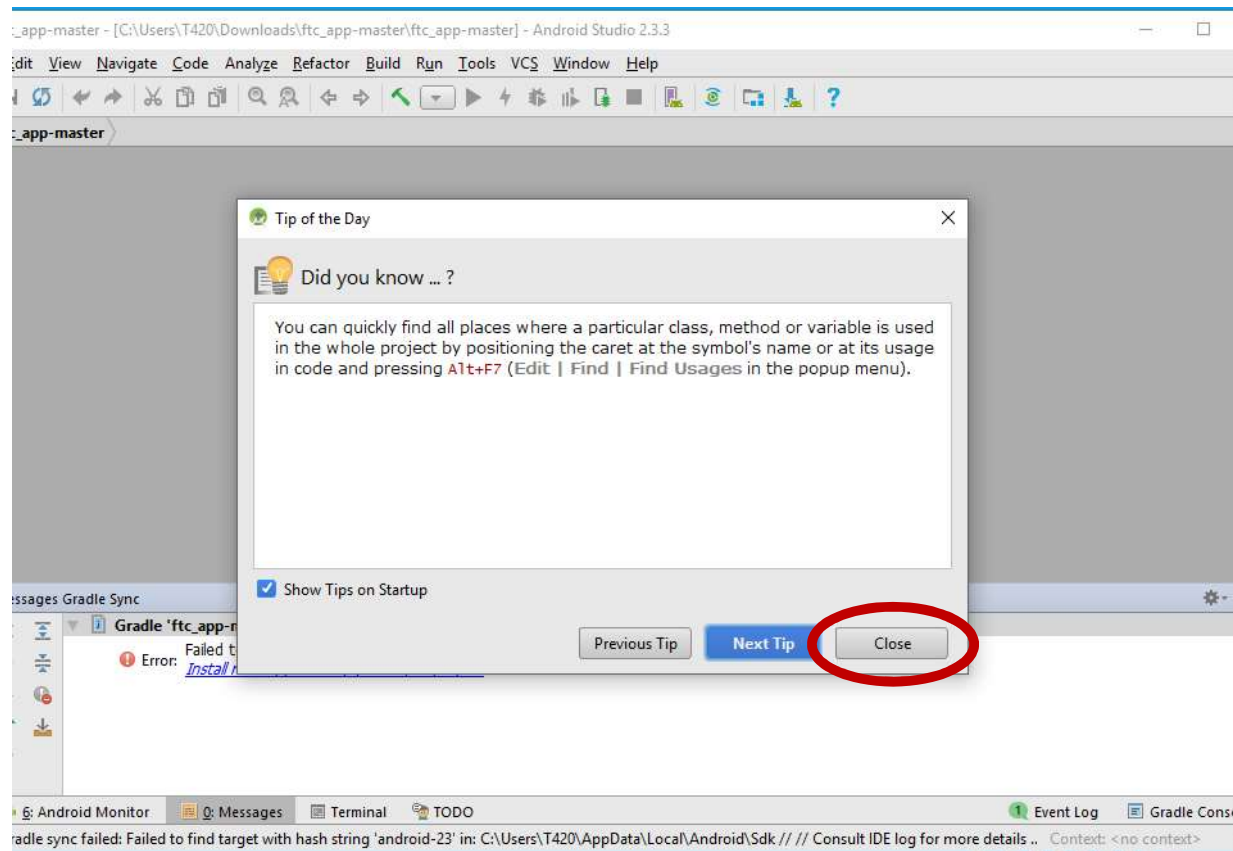 _app-master - [C:\Users\T420\Downloads\ftc_app-master\ftc_app-master] - Android Studio 2.3.3
dit View Navigate Code Analyze Refactor Build Run Tools VCS Window Help
_app-master
Tip of the Day
Did you know ... ?
You can quickly find all places where a particular class, method or variable is used
in the whole project by positioning the caret at the symbol's name or at its usage
in code and pressing Alt+F7 (Edit | Find | Find Usages in the popup menu).
Show Tips on Startup
Previous Tip Next Tip Close
essages Gradle Sync
Gradle 'ftc_app-
Error: Failed t
Install
6: Android Monitor 0: Messages Terminal TODO 1 Event Log Gradle Cons
radle sync failed: Failed to find target with hash string 'android-23' in: C:\Users\T420\AppData\Local\Android\Sdk // // Consult IDE log for more details .. Context: <no context>